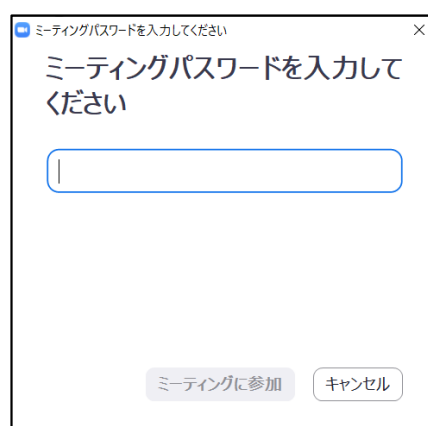 ミーティングパスワードを入力してください
ミーティングパスワードを入力して
ください
ミーティングに参加
キャンセル